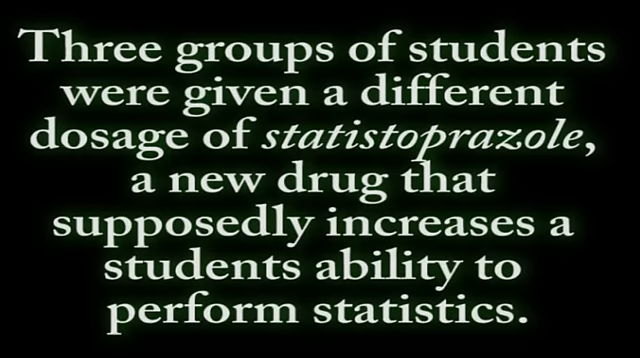 Three groups of students
were given a different
dosage of statistoprazole,
a new drug that
supposedly increases a
students ability to
perform statistics.